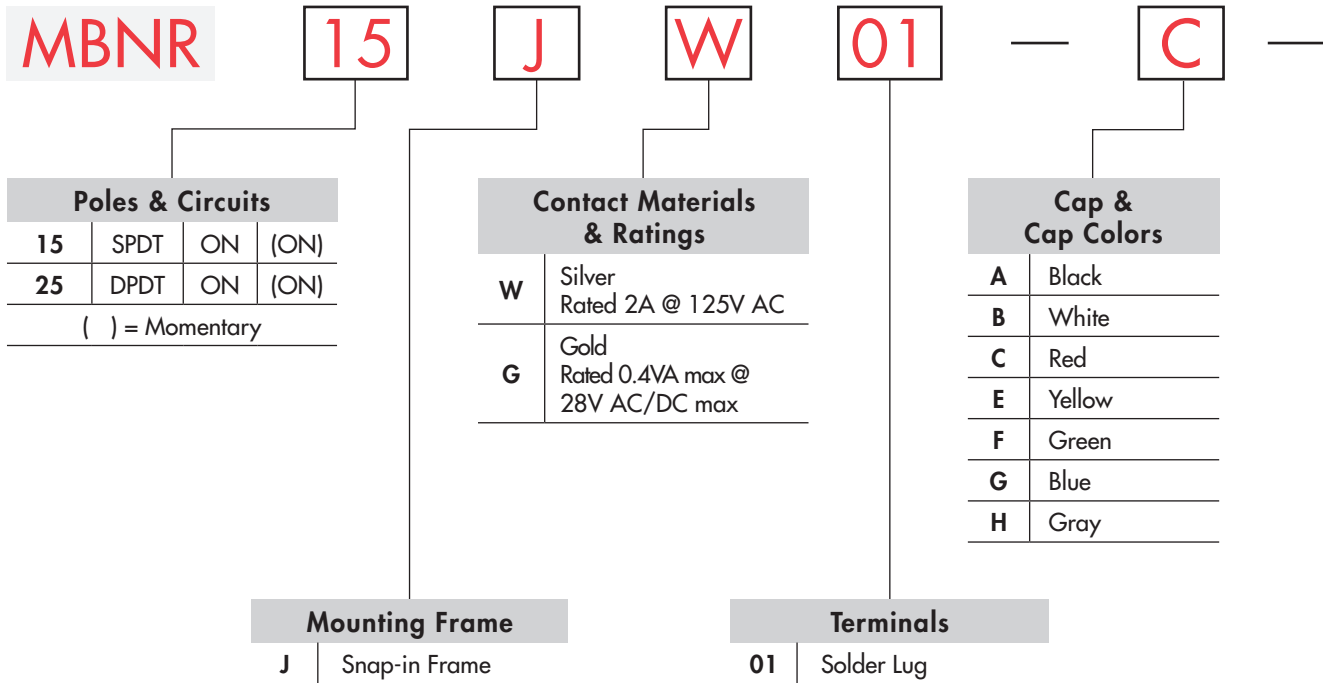 MBNR 15 J W 01 — C —
Poles & Circuits
15 SPDT ON (ON)
25 DPDT ON (ON)
( ) = Momentary
Contact Materials
& Ratings
W Silver
Rated 2A @ 125V AC
G Gold
Rated 0.4VA max @
28V AC/DC max
Cap &
Cap Colors
A Black
B White
C Red
E Yellow
F Green
G Blue
H Gray
Mounting Frame
J Snap-in Frame
Terminals
01 Solder Lug